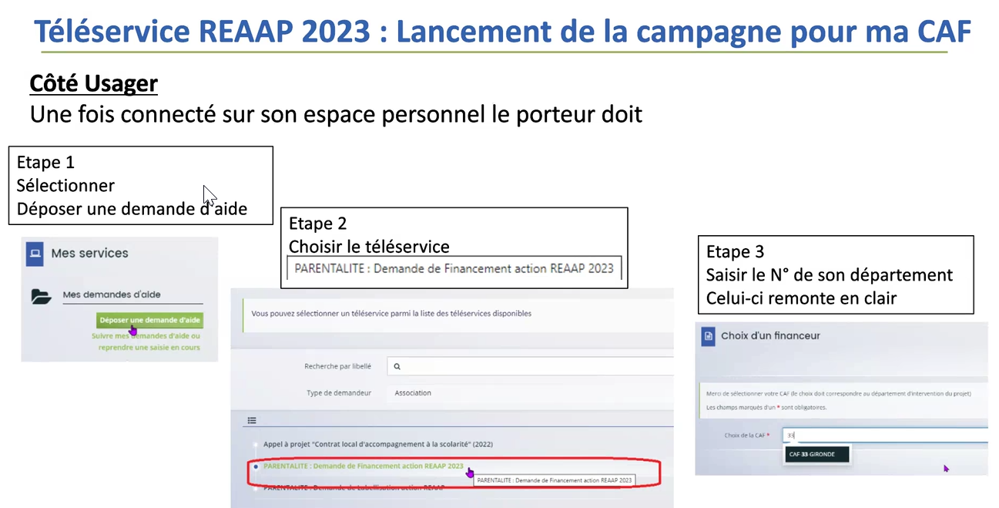 Téléservice REAAP 2023 : Lancement de la campagne pour ma CAF
Côté Usager
Une fois connecté sur son espace personnel le porteur doit
Etape 1
Sélectionner
Déposer une demande d'aide
Mes services
Mes demandes d'aide
Déposer une demande d'aide
Suivre mes demandes d'aide ou
reprendre une saisie en cours
Etape 2
Choisir le téléservice
PARENTALITE : Demande de Financement action REAAP 2023
Vous pouvez sélectionner un téléservice parmi la liste des téléservices disponibles
Recherche par libellé
Type de demandeur Association
Appel à projet "Contrat local d'accompagnement à la scolarité" (2022)
PARENTALITE : Demande de Financement action REAAP 2023
PARENTALITE : Demande de Financement action REAAP 2023
PARENTALITE : Demande de Labellisation action REAAP
Etape 3
Saisir le N° de son département
Celui-ci remonte en clair
Choix d'un financeur
Merci de sélectionner votre CAF (le choix doit correspondre au département d'intervention du projet)
Les champs marqués d'un * sont obligatoires.
Choix de la CAF * 33
CAF 33 GIRONDE